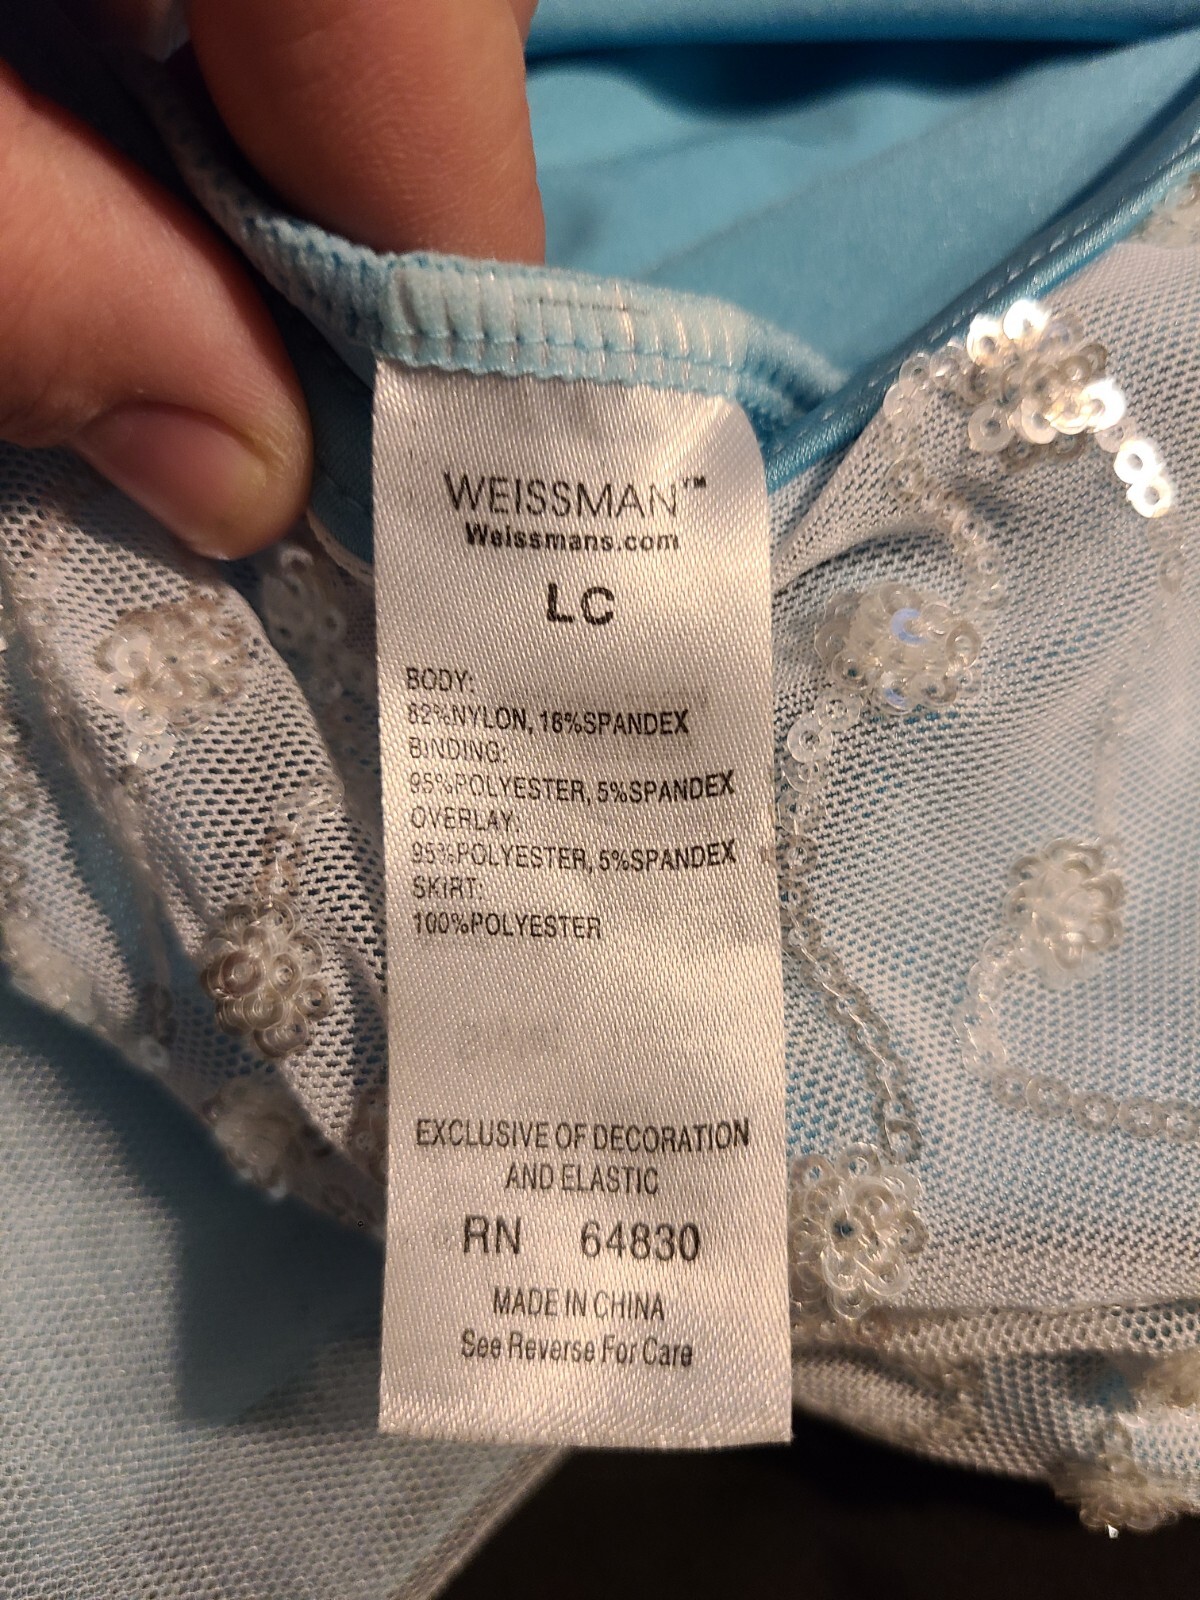 WEISSMAN™
Weissmans.com
LC
BODY:
82%NYLON, 18%SPANDEX
BINDING:
95%POLYESTER, 5%SPANDEX
OVERLAY:
95%POLYESTER, 5%SPANDEX
SKIRT:
100%POLYESTER
EXCLUSIVE OF DECORATION
AND ELASTIC
RN 64830
MADE IN CHINA
See Reverse For Care